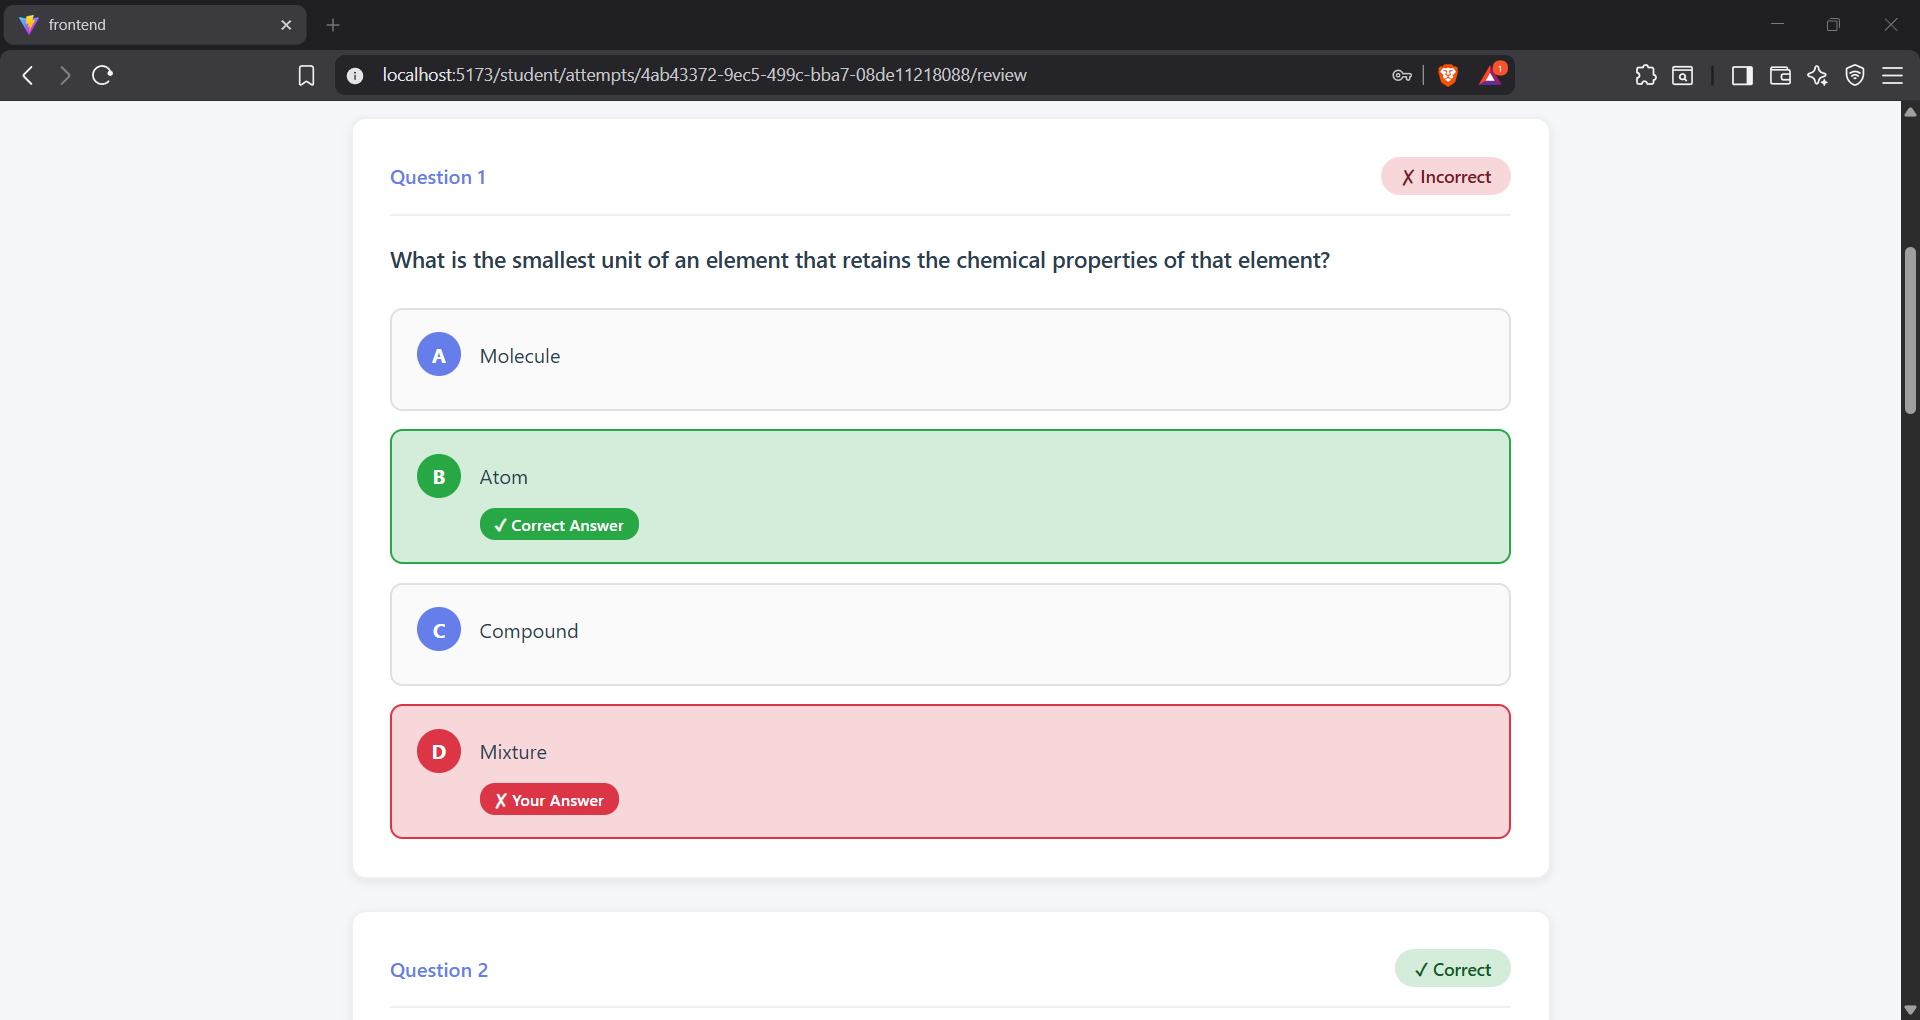 frontend
localhost:5173/student/attempts/4ab43372-9ec5-499c-bba7-08de11218088/review
1
Question 1
✗ Incorrect
What is the smallest unit of an element that retains the chemical properties of that element?
A Molecule
B Atom
✓ Correct Answer
C Compound
D Mixture
✗ Your Answer
Question 2
✓ Correct